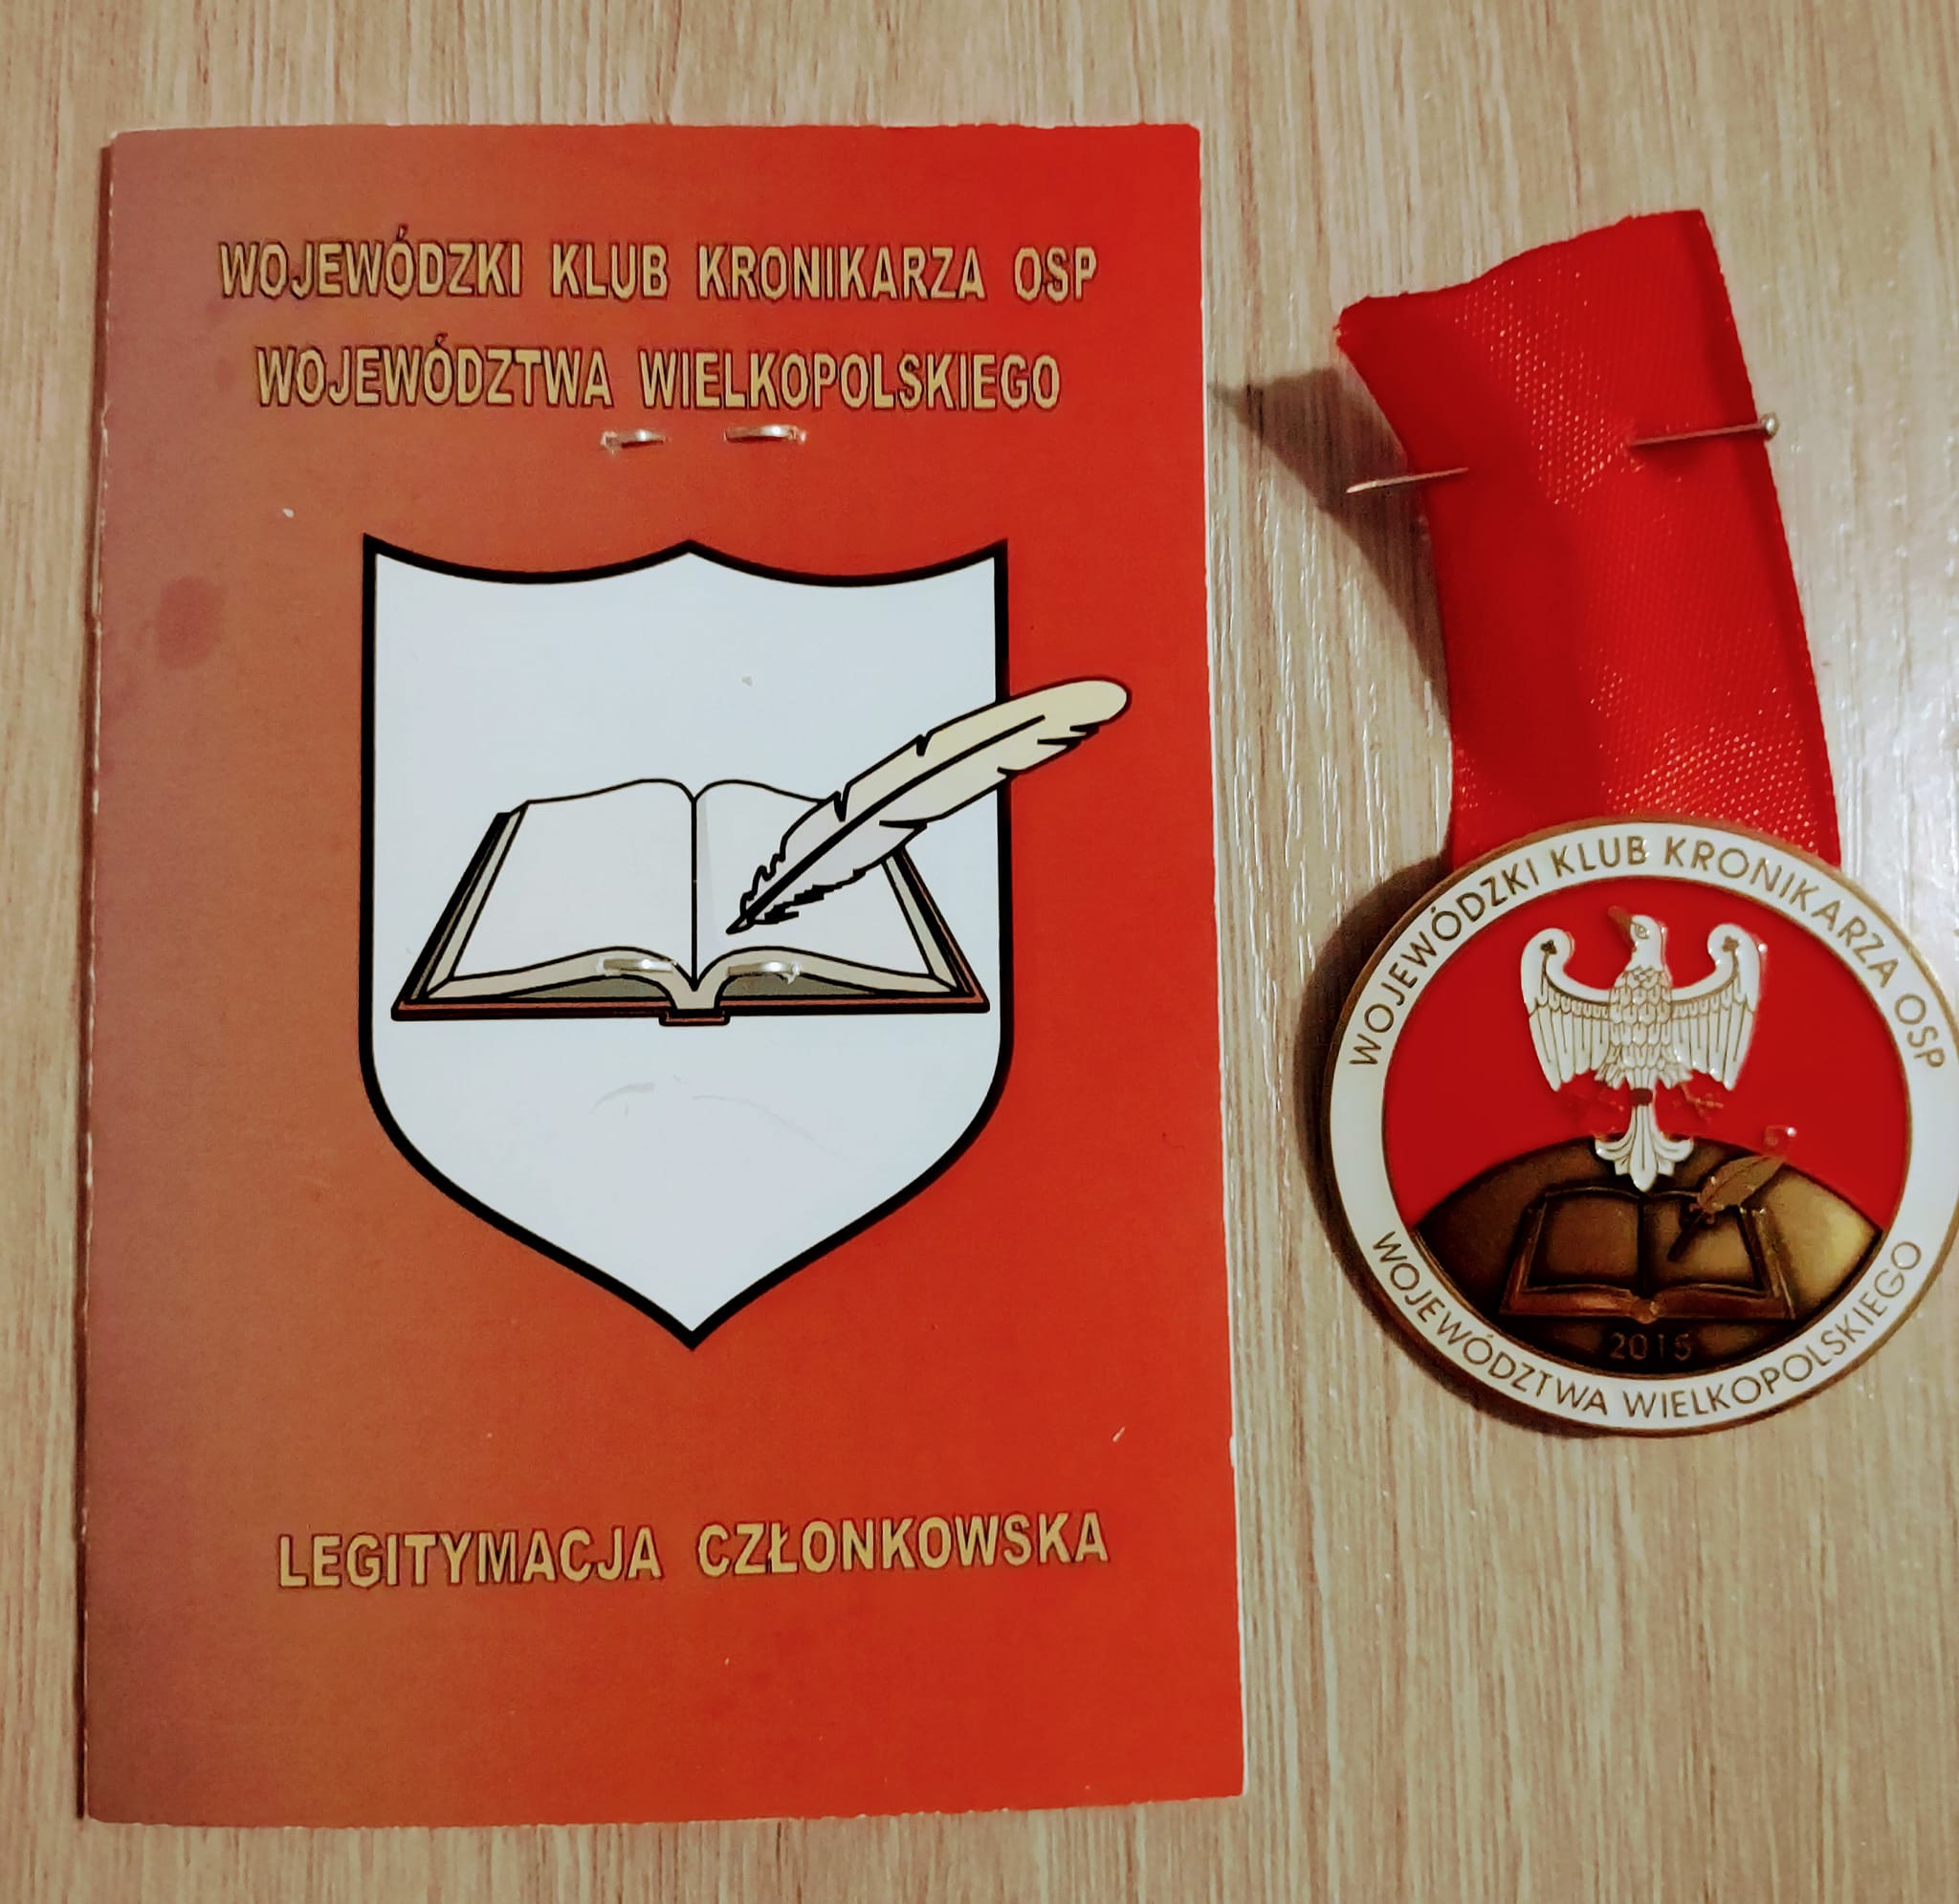 WOJEWÓDZKI KLUB KRONIKARZA OSP
WOJEWÓDZTWA WIELKOPOLSKIEGO
LEGITYMACJA CZŁONKOWSKA
WOJEWÓDZKI KLUB KRONIKARZA OSP
2015
WOJEWÓDZTWA WIELKOPOLSKIEGO